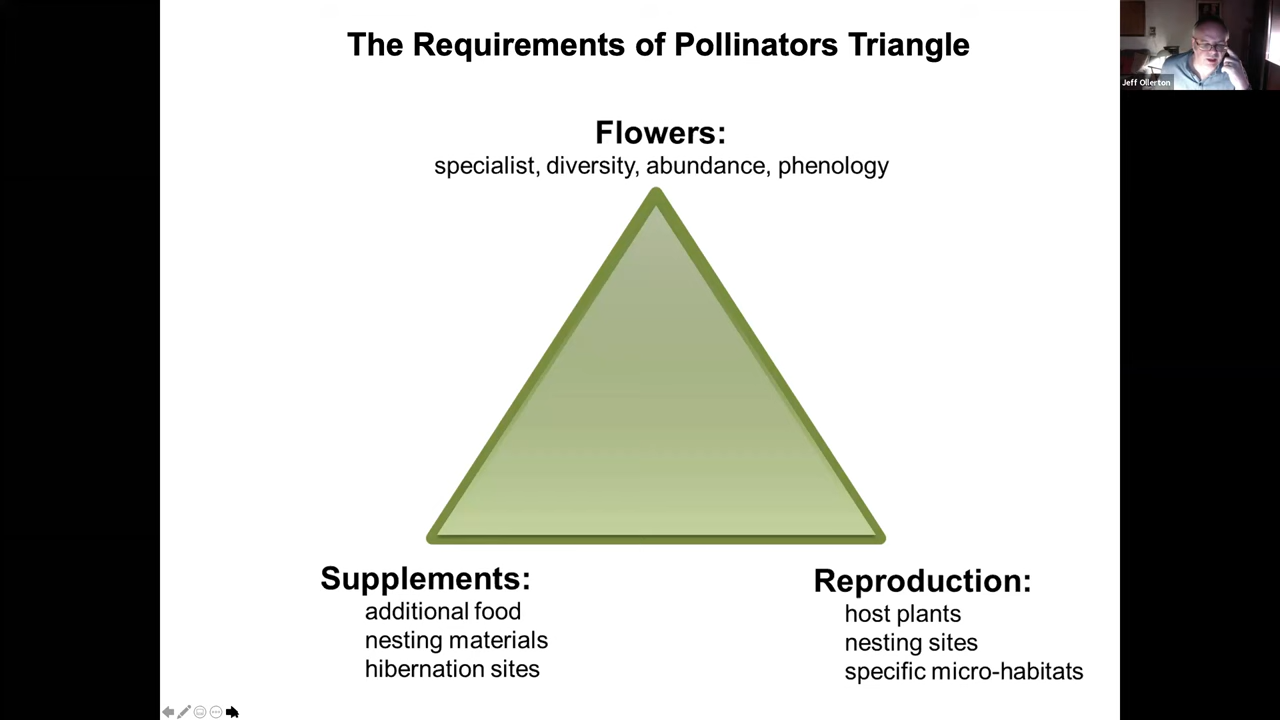 The Requirements of Pollinators Triangle
Jeff Ollerton
Flowers:
specialist, diversity, abundance, phenology
Supplements:
additional food
nesting materials
hibernation sites
Reproduction:
host plants
nesting sites
specific micro-habitats